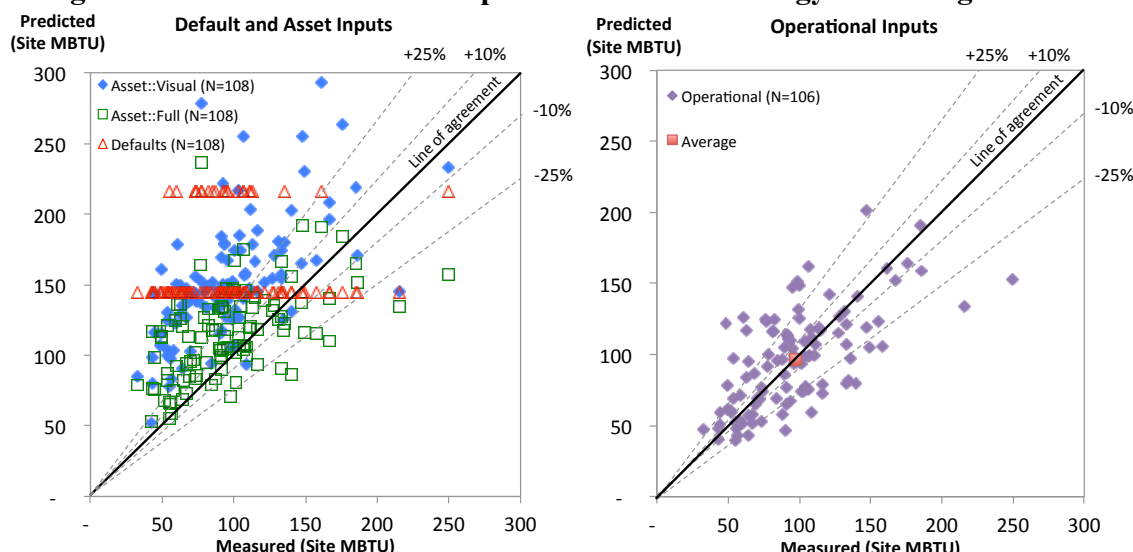 Predicted
(Site MBTU)
Default and Asset Inputs
+25%
+10%
300
250
200
150
100
50
-
Asset::Visual (N=108)
Asset::Full (N=108)
Defaults (N=108)
Line of agreement
-10%
-25%
-
50
100
150
200
250
300
Measured (Site MBTU)
Predicted
(Site MBTU)
Operational Inputs
+25%
+10%
300
250
200
150
100
50
-
Operational (N=106)
Average
Line of agreement
-10%
-25%
-
50
100
150
200
250
300
Measured (Site MBTU)